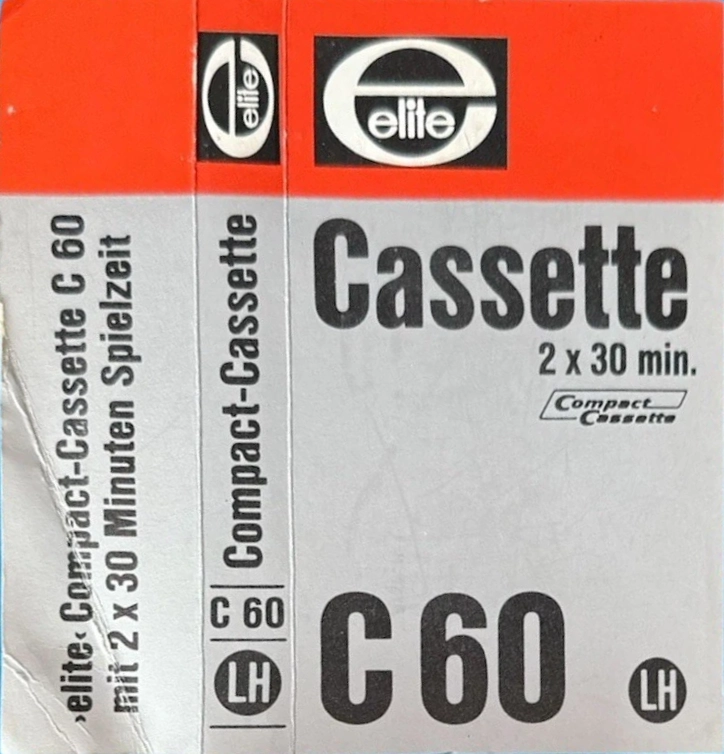 ›elite‹ Compact-Cassette C 60
mit 2 x 30 Minuten Spielzeit
elite
Compact-Cassette
C 60
LH
elite
Cassette
2 x 30 min.
Compact
Cassette
C 60
LH